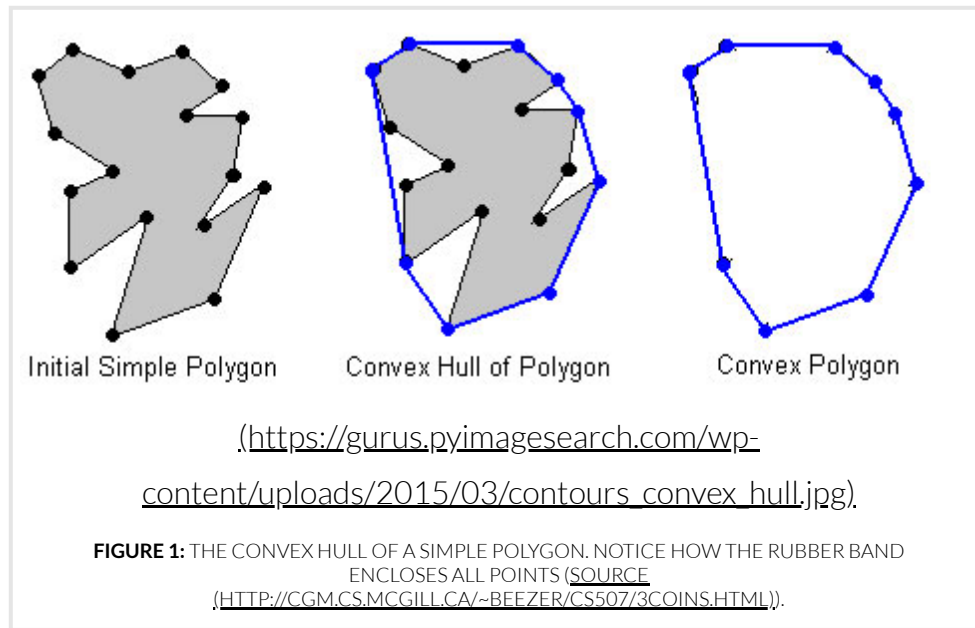 Initial Simple Polygon
Convex Hull of Polygon
Convex Polygon
(https://gurus.pyimagesearch.com/wp-
content/uploads/2015/03/contours_convex_hull.jpg)
FIGURE 1: THE CONVEX HULL OF A SIMPLE POLYGON. NOTICE HOW THE RUBBER BAND
ENCLOSES ALL POINTS (SOURCE
(HTTP://CGM.CS.MCGILL.CA/~BEEZER/CS507/3COINS.HTML)).